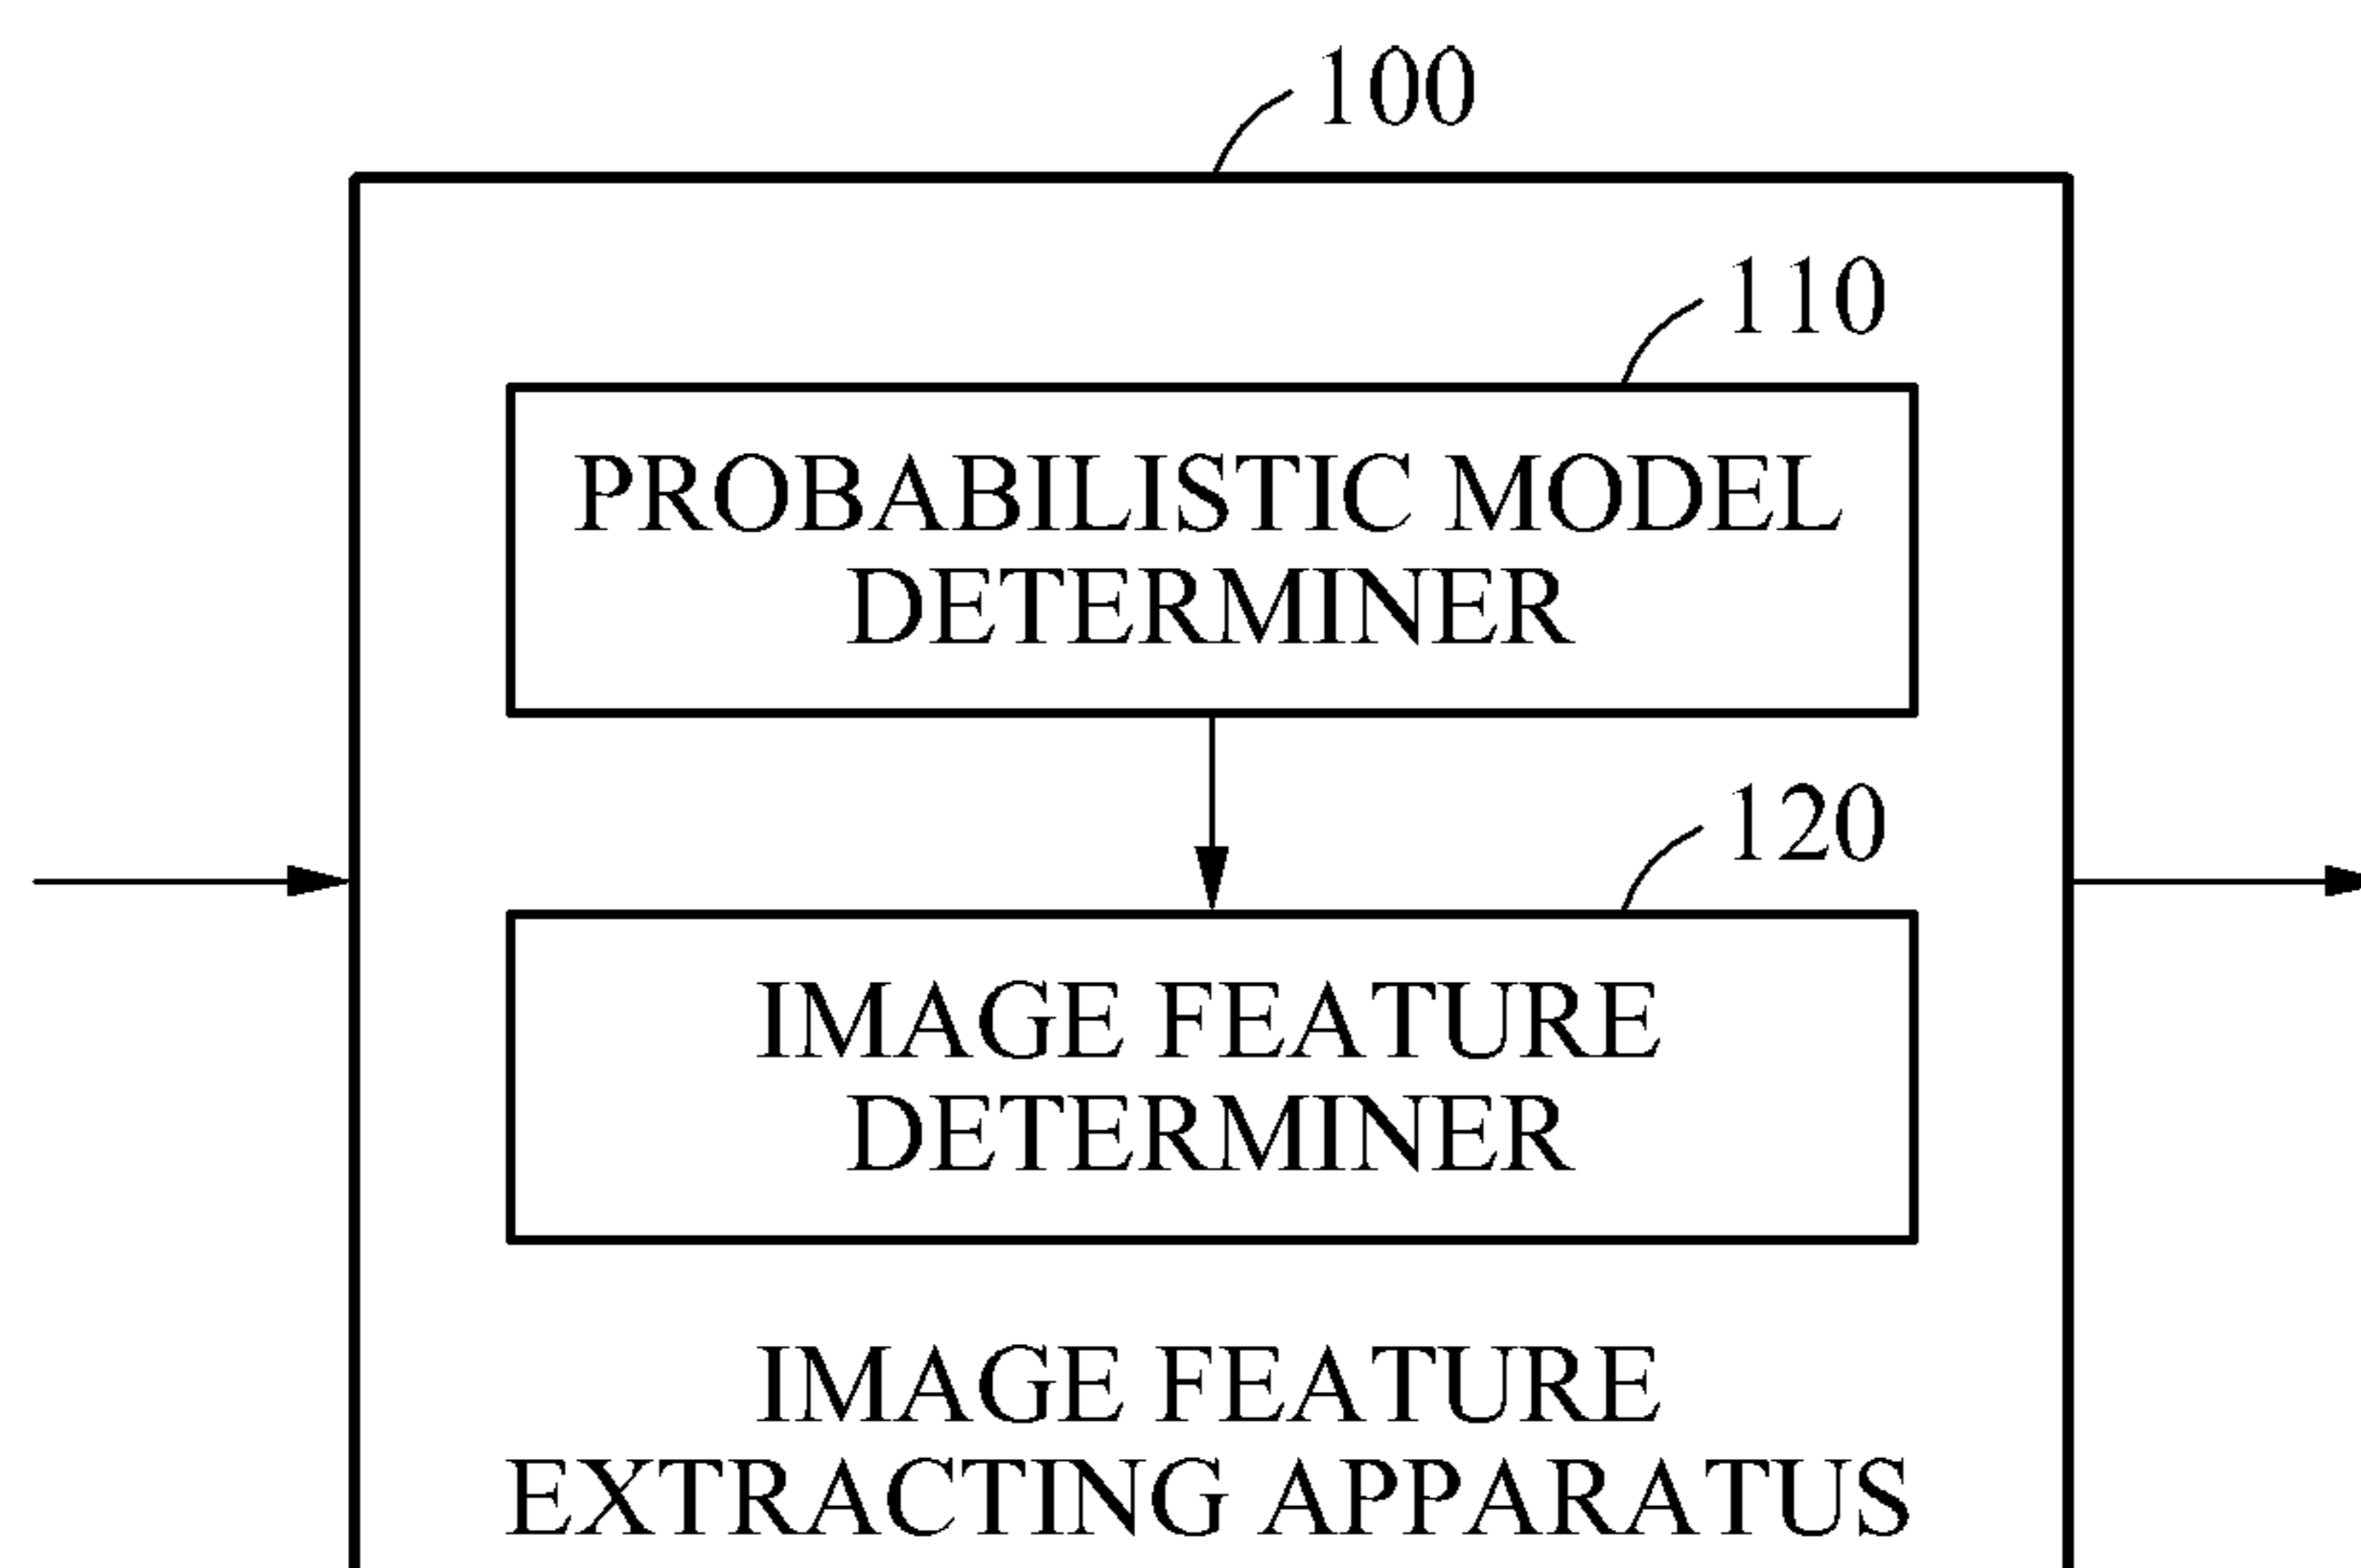 100
110
PROBABILISTIC MODEL
DETERMINER
120
IMAGE FEATURE
DETERMINER
IMAGE FEATURE
EXTRACTING APPARATUS